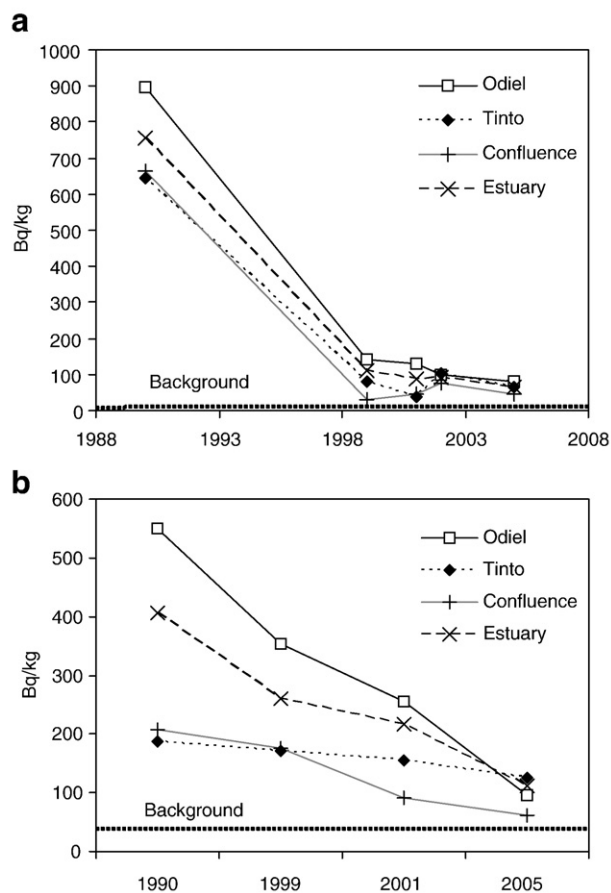 a
1000
900
800
700
600
500
400
300
200
100
0
Bq/kg
Odiel
Tinto
Confluence
Estuary
Background
1988 1993 1998 2003 2008
b
600
500
400
300
200
100
0
Bq/kg
Odiel
Tinto
Confluence
Estuary
Background
1990 1999 2001 2005